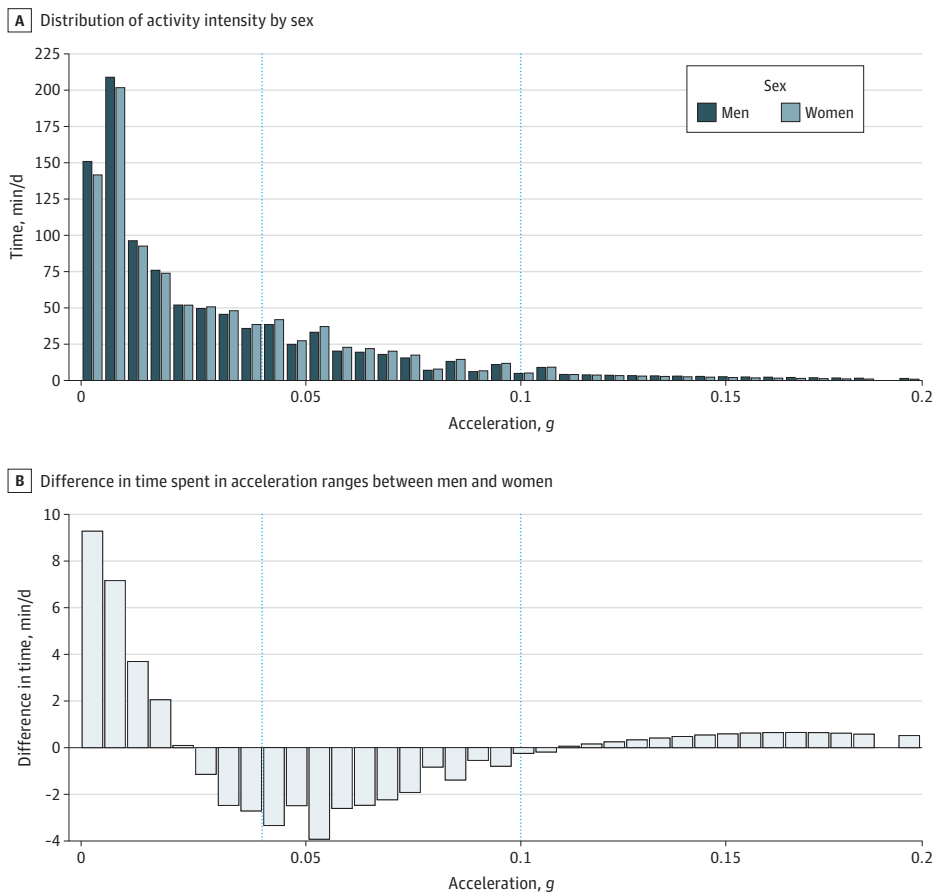 A Distribution of activity intensity by sex
225
200
175
150
125
100
75
50
25
0
Time, min/d
Sex
Men Women
0 0.05 0.1 0.15 0.2
Acceleration, g
B Difference in time spent in acceleration ranges between men and women
10
8
6
4
2
0
-2
-4
Difference in time, min/d
0 0.05 0.1 0.15 0.2
Acceleration, g